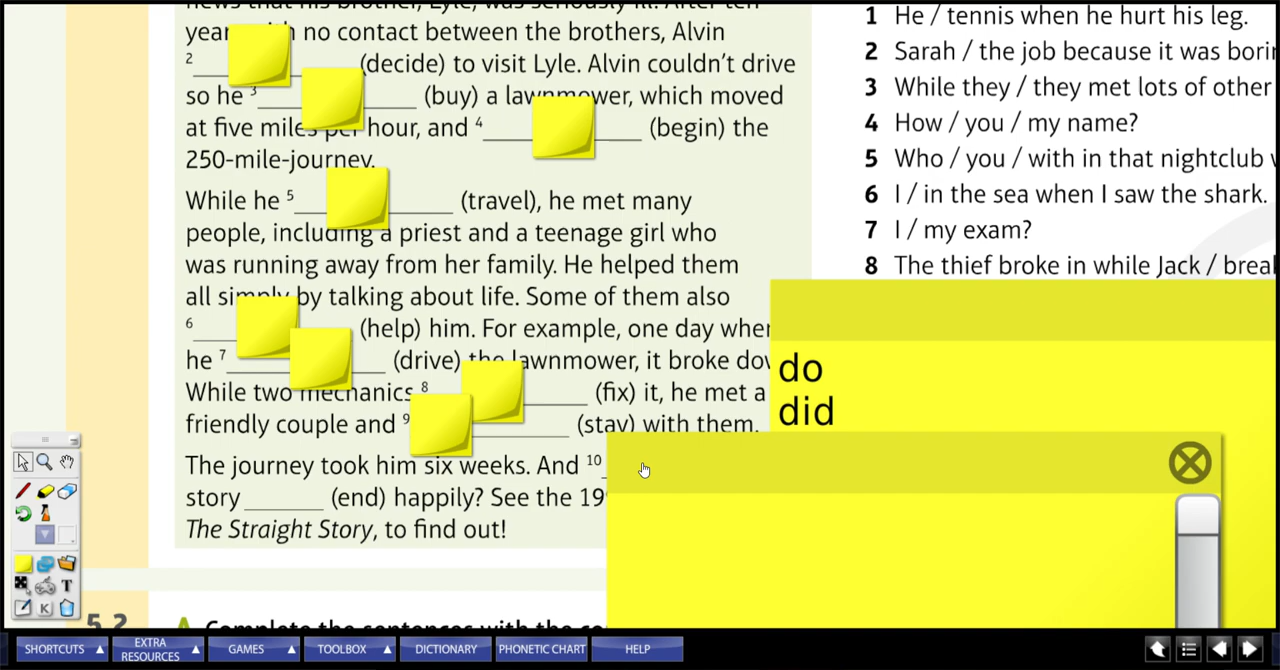 year no contact between the brothers, Alvin
2 (decide) to visit Lyle. Alvin couldn't drive
so he 3 (buy) a lawnmower, which moved
at five miles per hour, and 4 (begin) the
250-mile-journey.
While he 5 (travel), he met many
people, including a priest and a teenage girl who
was running away from her family. He helped them
all simply by talking about life. Some of them also
6 (help) him. For example, one day when
he 7 (drive) the lawnmower, it broke
While two mechanics 8 (fix) it, he met a
friendly couple and 9 (stay) with them.
The journey took him six weeks. And 10
story ______ (end) happily? See the
The Straight Story, to find out!
5.2 A Complete the sentences with the
1 He / tennis when he hurt his leg.
2 Sarah / the job because it was
3 While they / they met lots of other
4 How / you / my name?
5 Who / you / with in that nightclub
6 I / in the sea when I saw the shark.
7 I / my exam?
8 The thief broke in while Jack /
do
did
T
K
SHORTCUTS
EXTRA
RESOURCES
GAMES
TOOLBOX
DICTIONARY
PHONETIC CHART
HELP